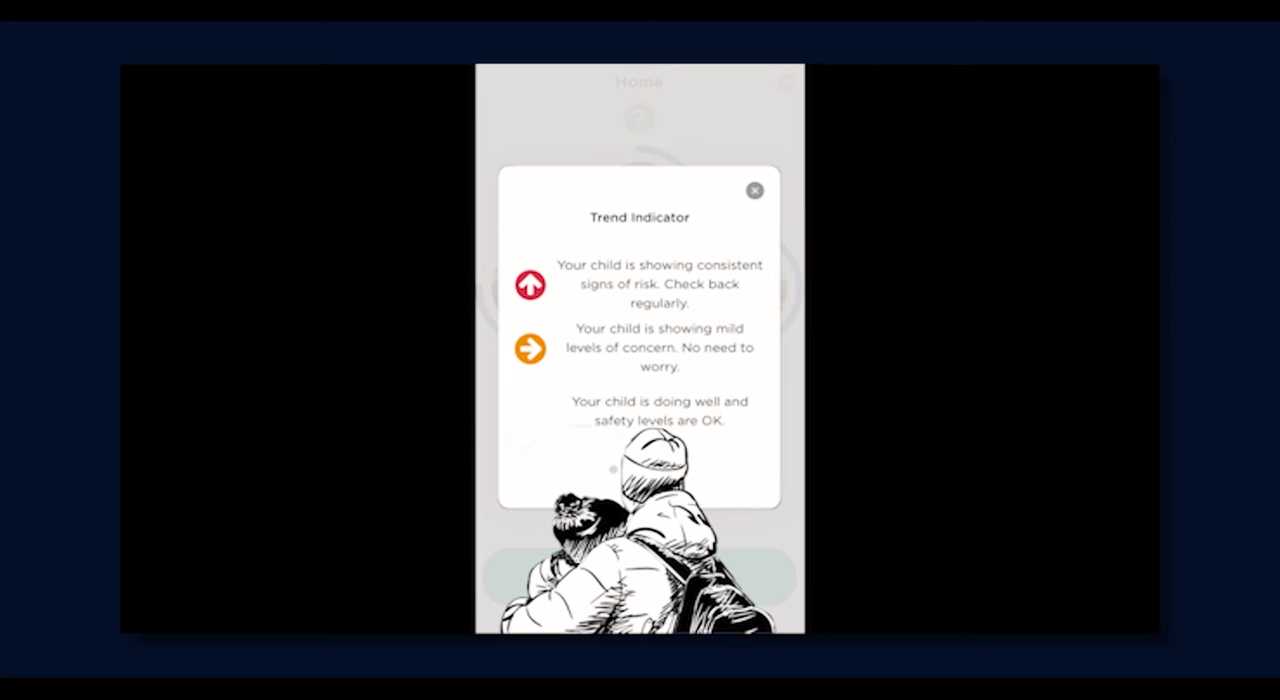 Home
?
Trend Indicator
Your child is showing consistent
signs of risk. Check back
regularly.
Your child is showing mild
levels of concern. No need to
worry.
Your child is doing well and
safety levels are OK.